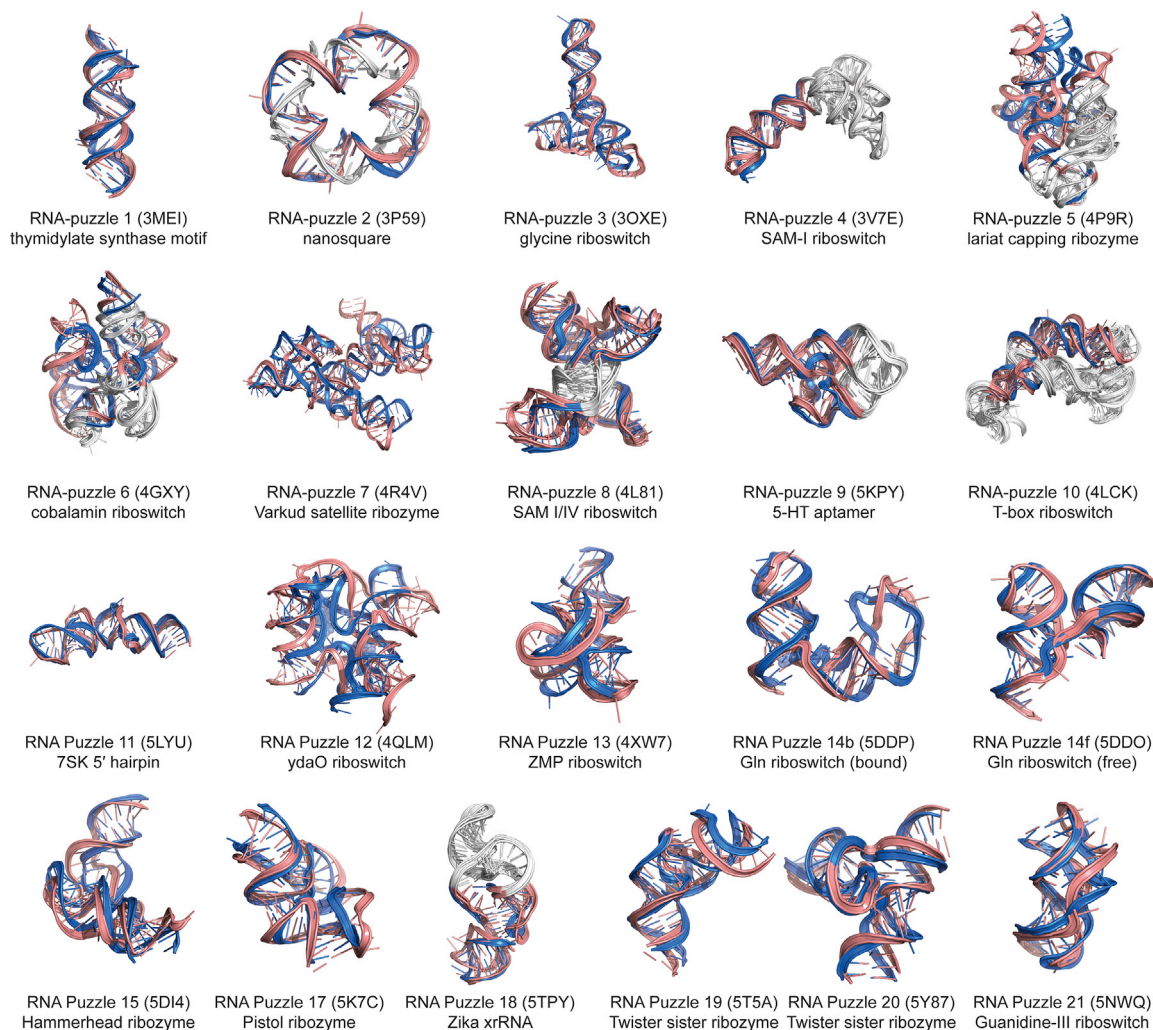 RNA-puzzle 1 (3MEI)
thymidylate synthase motif
RNA-puzzle 2 (3P59)
nanosquare
RNA-puzzle 3 (3OXE)
glycine riboswitch
RNA-puzzle 4 (3V7E)
SAM-I riboswitch
RNA-puzzle 5 (4P9R)
lariat capping ribozyme
RNA-puzzle 6 (4GXY)
cobalamin riboswitch
RNA-puzzle 7 (4R4V)
Varkud satellite ribozyme
RNA-puzzle 8 (4L81)
SAM I/IV riboswitch
RNA-puzzle 9 (5KPY)
5-HT aptamer
RNA-puzzle 10 (4LCK)
T-box riboswitch
RNA Puzzle 11 (5LYU)
7SK 5′ hairpin
RNA Puzzle 12 (4QLM)
ydaO riboswitch
RNA Puzzle 13 (4XW7)
ZMP riboswitch
RNA Puzzle 14b (5DDP)
Gln riboswitch (bound)
RNA Puzzle 14f (5DDO)
Gln riboswitch (free)
RNA Puzzle 15 (5DI4)
Hammerhead ribozyme
RNA Puzzle 17 (5K7C)
Pistol ribozyme
RNA Puzzle 18 (5TPY)
Zika xrRNA
RNA Puzzle 19 (5T5A)
Twister sister ribozyme
RNA Puzzle 20 (5Y87)
Twister sister ribozyme
RNA Puzzle 21 (5NWQ)
Guanidine-III riboswitch